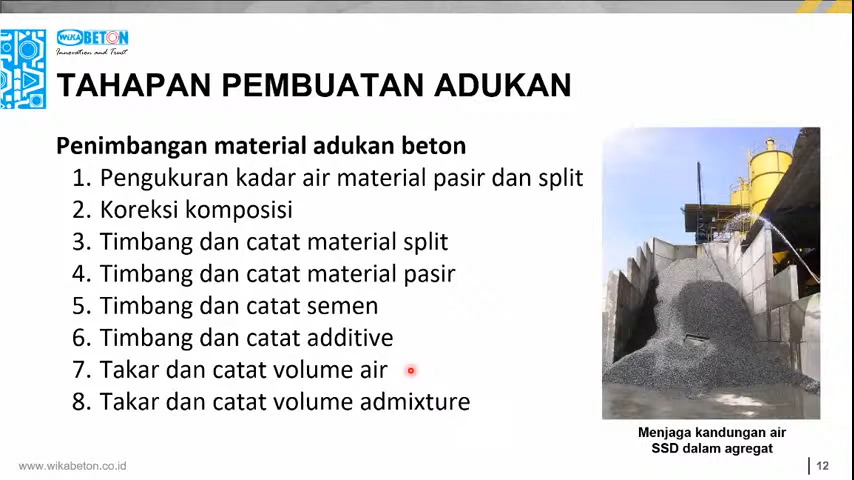 WIKA BETON
Innovation and Trust
TAHAPAN PEMBUATAN ADUKAN
Penimbangan material adukan beton
1. Pengukuran kadar air material pasir dan split
2. Koreksi komposisi
3. Timbang dan catat material split
4. Timbang dan catat material pasir
5. Timbang dan catat semen
6. Timbang dan catat additive
7. Takar dan catat volume air
8. Takar dan catat volume admixture
Menjaga kandungan air
SSD dalam agregat
www.wikabeton.co.id
12